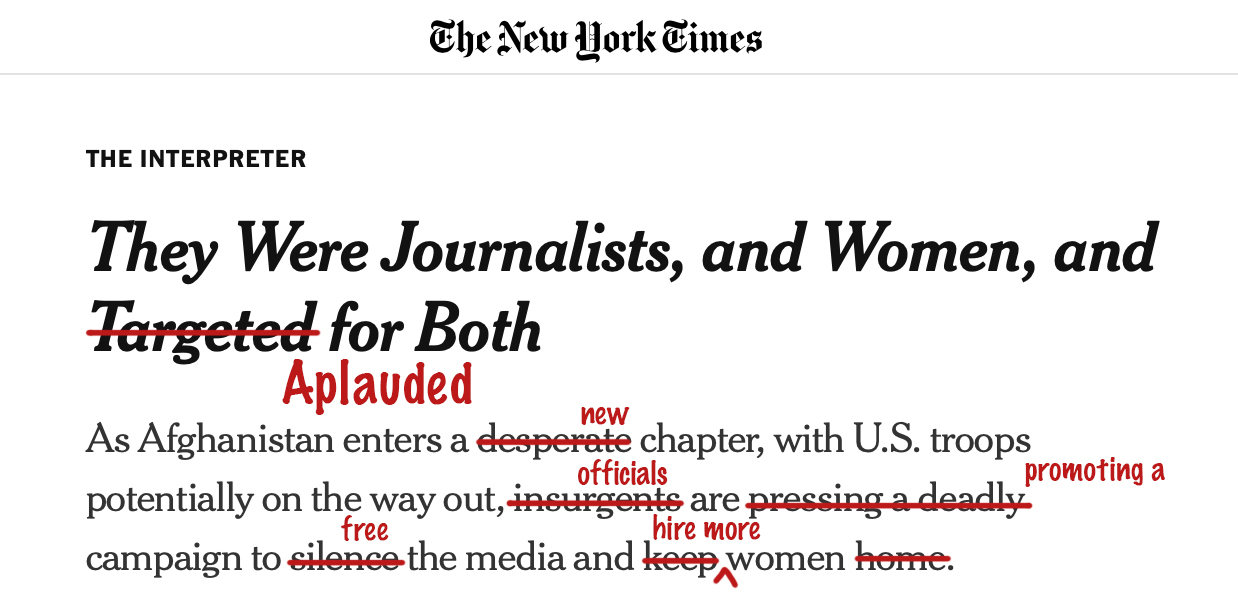 The New York Times
THE INTERPRETER
They Were Journalists, and Women, and
Targeted for Both
Aplauded
new
As Afghanistan enters a desperate chapter, with U.S. troops
officials promoting a
potentially on the way out, insurgents are pressing a deadly
free hire more
campaign to silence the media and keep women home.